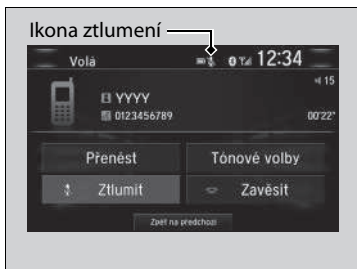 Ikona ztlumení
Volá 12:34
15
YYYY
0123456789 00'22"
Přenést Tónové volby
Ztlumit Zavěsit
Zpět na předchozí